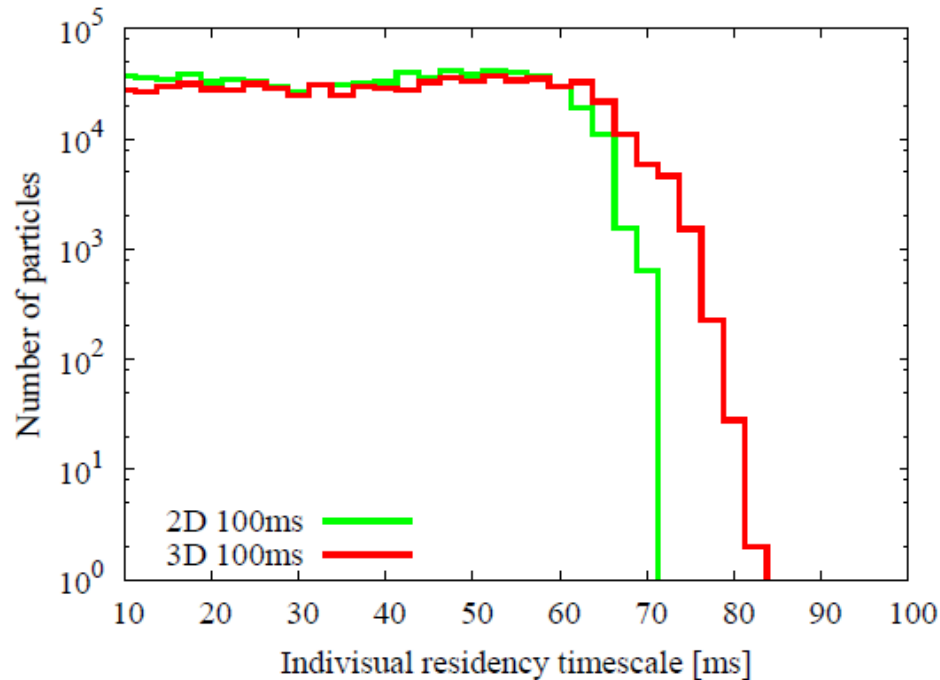 10^5
10^4
10^3
10^2
10^1
10^0
Number of particles
2D 100ms
3D 100ms
10 20 30 40 50 60 70 80 90 100
Indivisual residency timescale [ms]